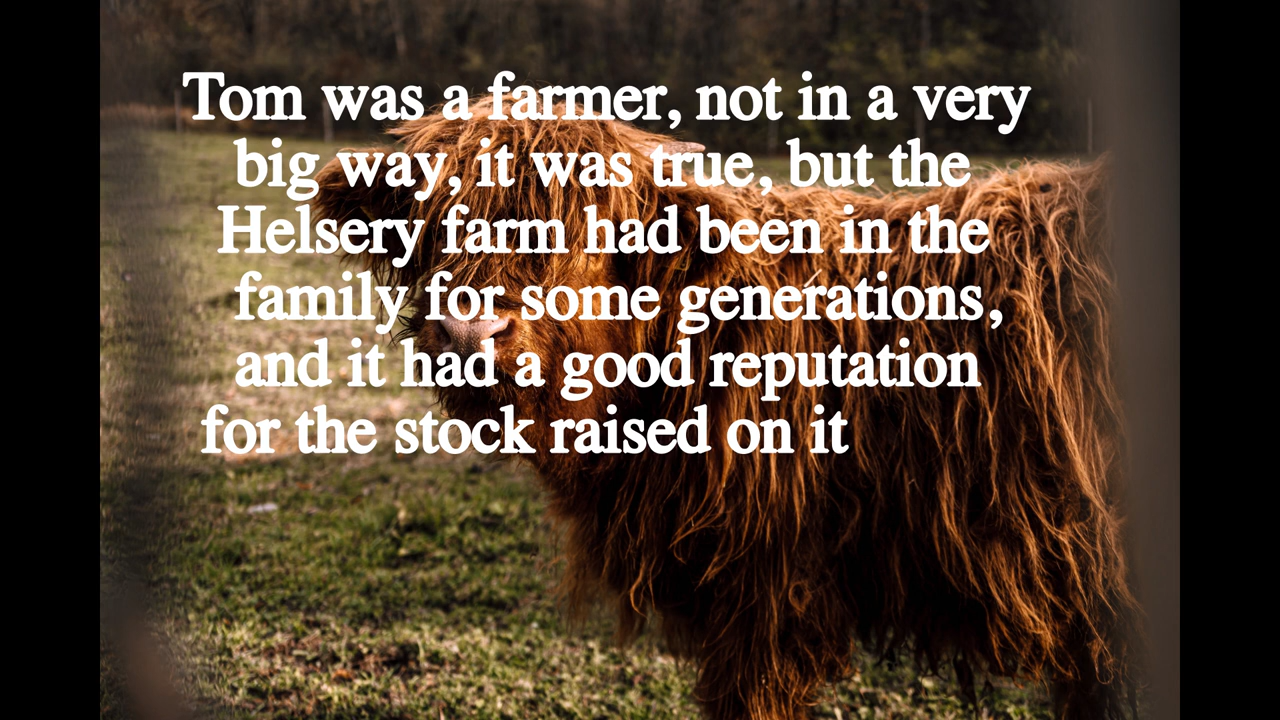 Tom was a farmer, not in a very
big way, it was true, but the
Helsery farm had been in the
family for some generations,
and it had a good reputation
for the stock raised on it